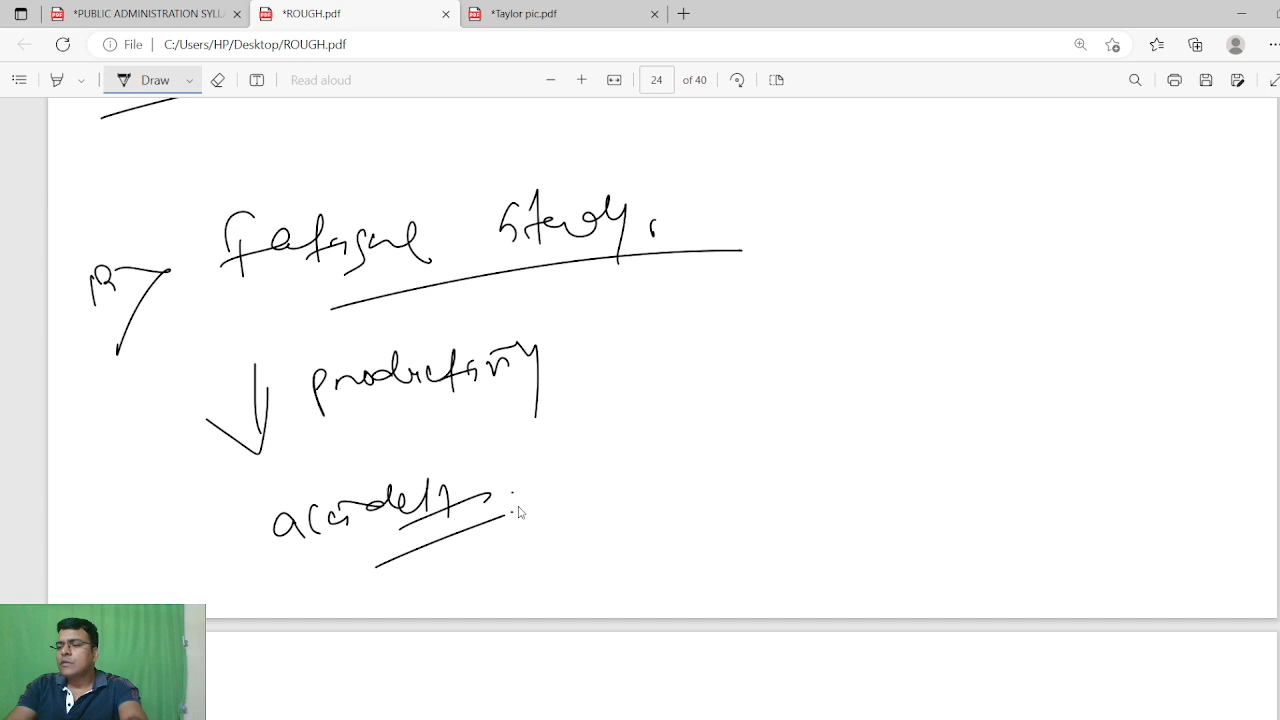 *PUBLIC ADMINISTRATION SYLLA
*ROUGH.pdf
*Taylor pic.pdf
File
C:/Users/HP/Desktop/ROUGH.pdf
Draw
Read aloud
24 of 40
Fatigue study.
productivity
accidents